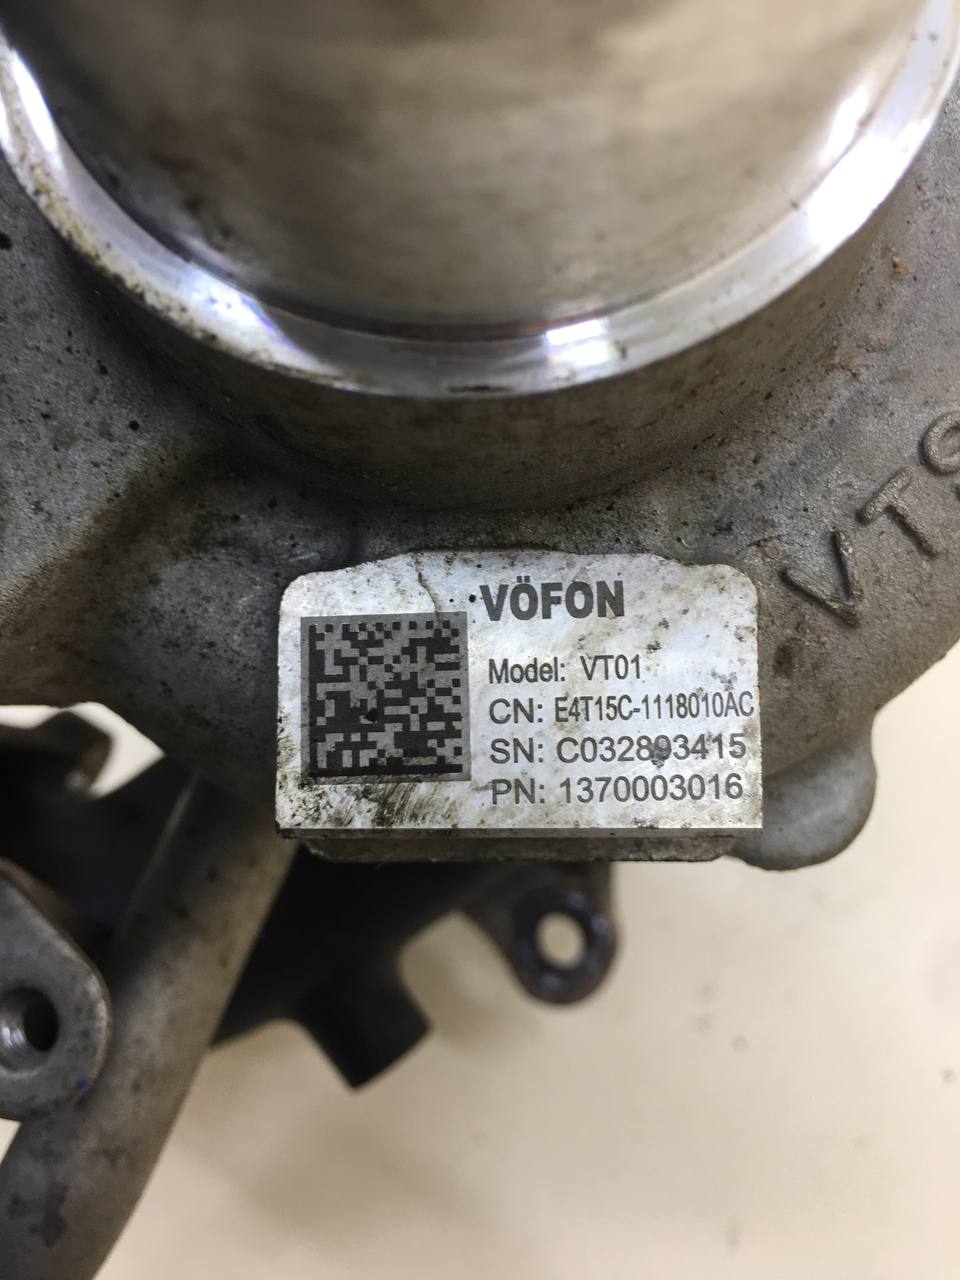 VÖFON
Model: VT01
CN: E4T15C-1118010AC
SN: C032893415
PN: 1370003016